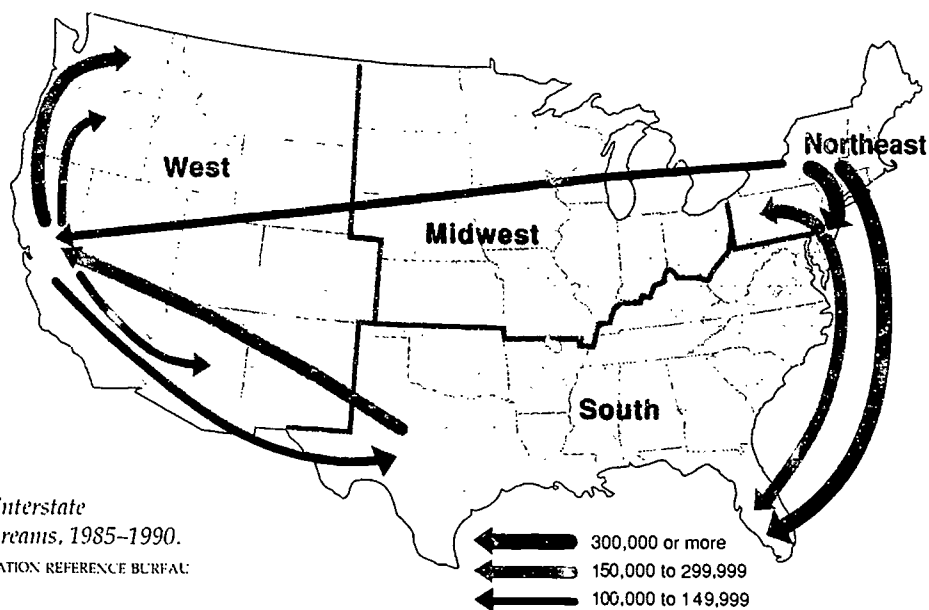 West
Northeast
Midwest
South
nterstate
reams, 1985–1990.
ATION REFERENCE BUREAU
300,000 or more
150,000 to 299,999
100,000 to 149,999